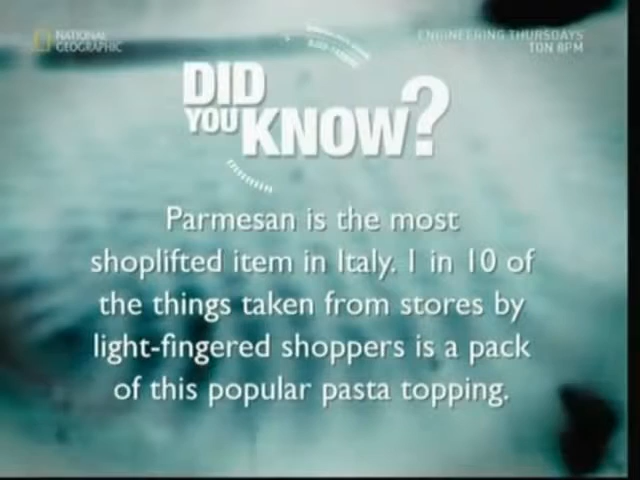 NATIONAL
GEOGRAPHIC
ENGINEERING THURSDAYS
TON 8PM
DID
YOU KNOW?
Parmesan is the most
shoplifted item in Italy. 1 in 10 of
the things taken from stores by
light-fingered shoppers is a pack
of this popular pasta topping.